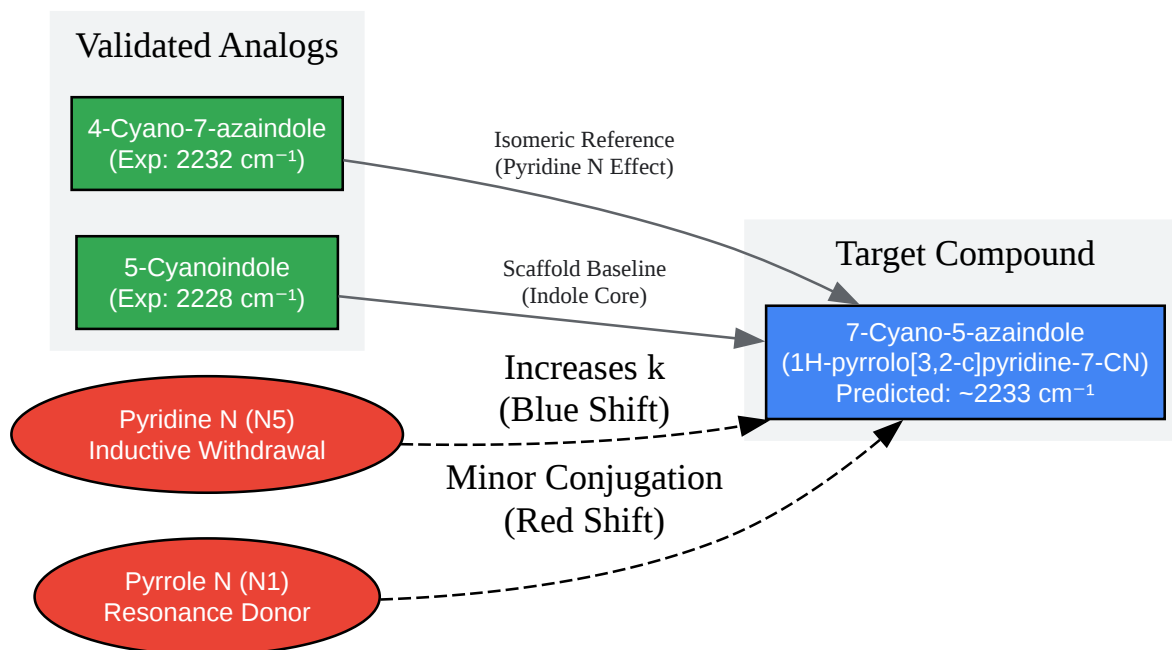 Validated Analogs
4-Cyano-7-azaindole
(Exp: 2232 cm⁻¹)
5-Cyanoindole
(Exp: 2228 cm⁻¹)
Isomeric Reference
(Pyridine N Effect)
Scaffold Baseline
(Indole Core)
Target Compound
7-Cyano-5-azaindole
(1H-pyrrolo[3,2-c]pyridine-7-CN)
Predicted: ~2233 cm⁻¹
Increases k
(Blue Shift)
Pyridine N (N5)
Inductive Withdrawal
Minor Conjugation
(Red Shift)
Pyrrole N (N1)
Resonance Donor